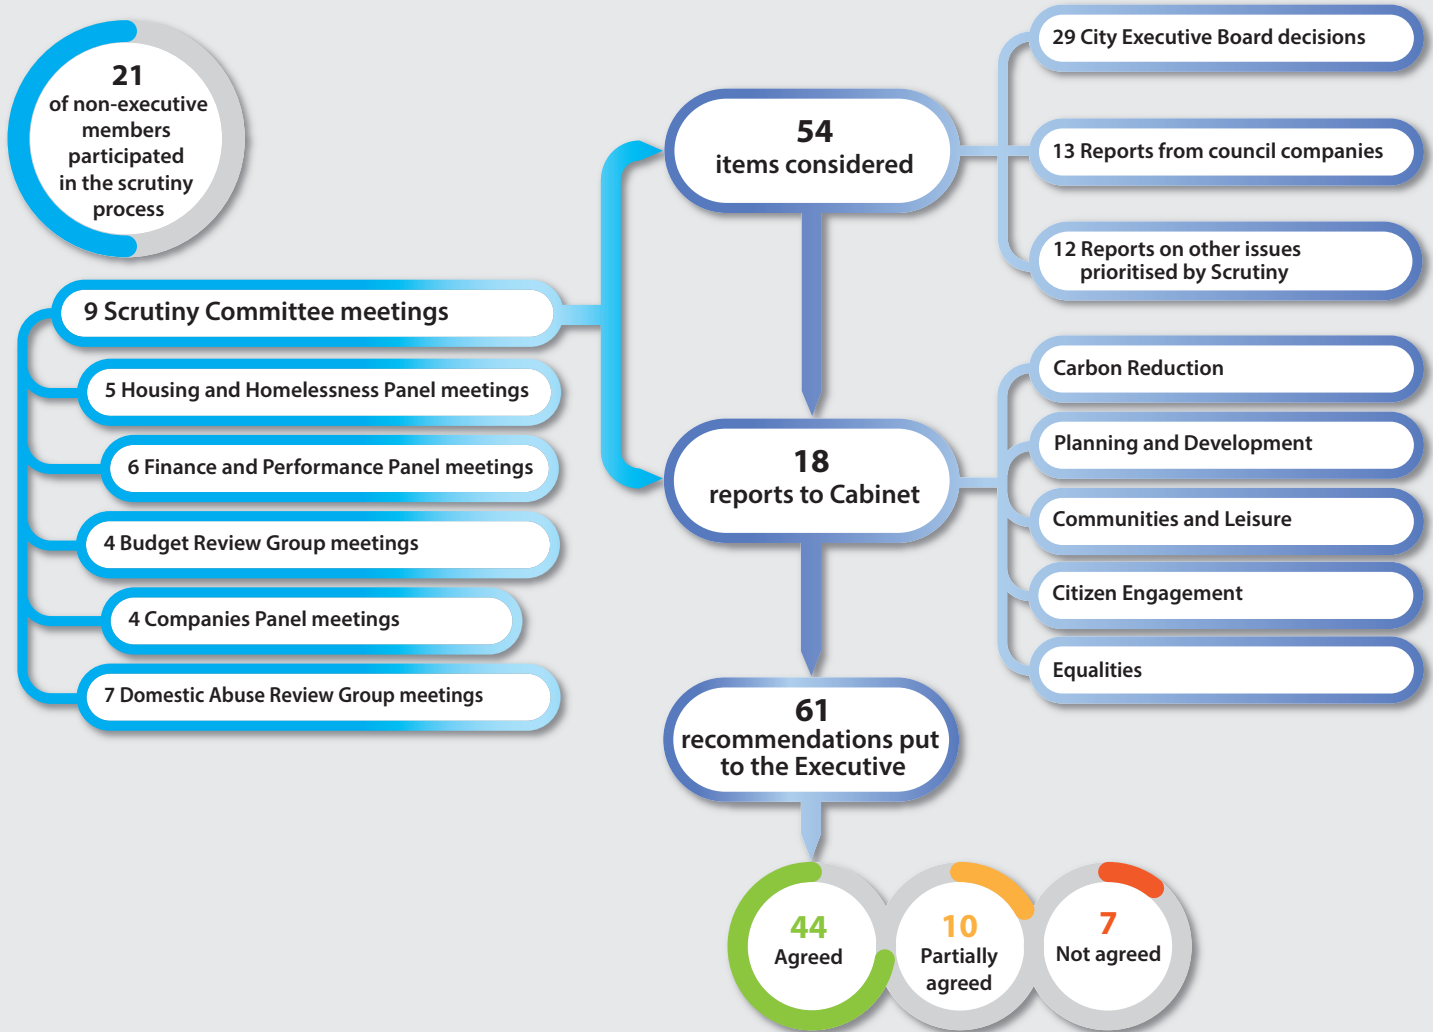 21
of non-executive
members
participated
in the scrutiny
process
9 Scrutiny Committee meetings
5 Housing and Homelessness Panel meetings
6 Finance and Performance Panel meetings
4 Budget Review Group meetings
4 Companies Panel meetings
7 Domestic Abuse Review Group meetings
54
items considered
29 City Executive Board decisions
13 Reports from council companies
12 Reports on other issues
prioritised by Scrutiny
18
reports to Cabinet
Carbon Reduction
Planning and Development
Communities and Leisure
Citizen Engagement
Equalities
61
recommendations put
to the Executive
44
Agreed
10
Partially
agreed
7
Not agreed